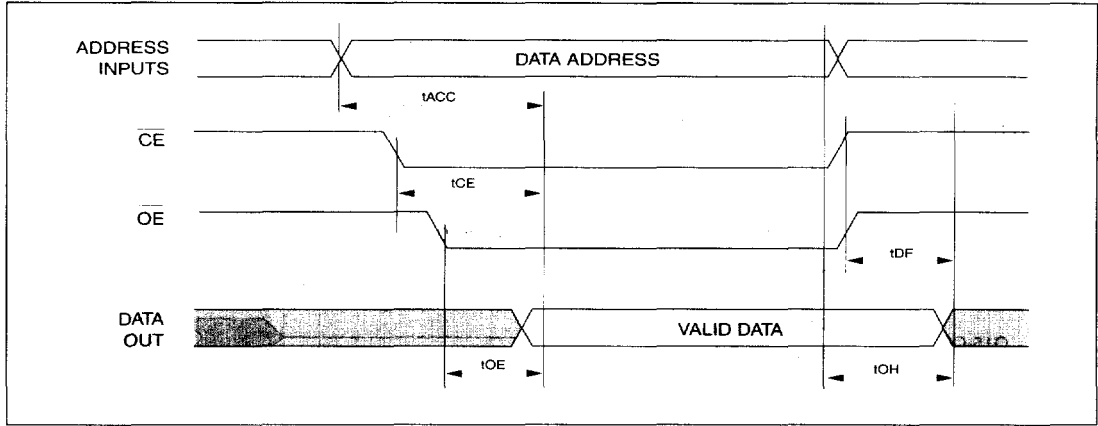 ADDRESS
INPUTS
DATA ADDRESS
tACC
CE
tCE
OE
tDF
DATA
OUT
VALID DATA
tOE
tOH